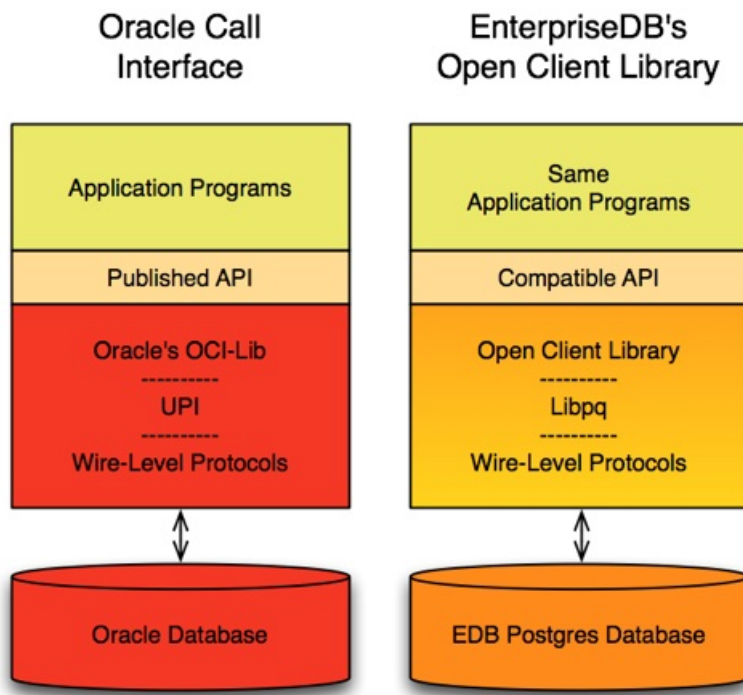 Oracle Call
Interface
Application Programs
Published API
Oracle's OCI-Lib
----------
UPI
----------
Wire-Level Protocols
Oracle Database
EnterpriseDB's
Open Client Library
Same
Application Programs
Compatible API
Open Client Library
----------
Libpq
----------
Wire-Level Protocols
EDB Postgres Database